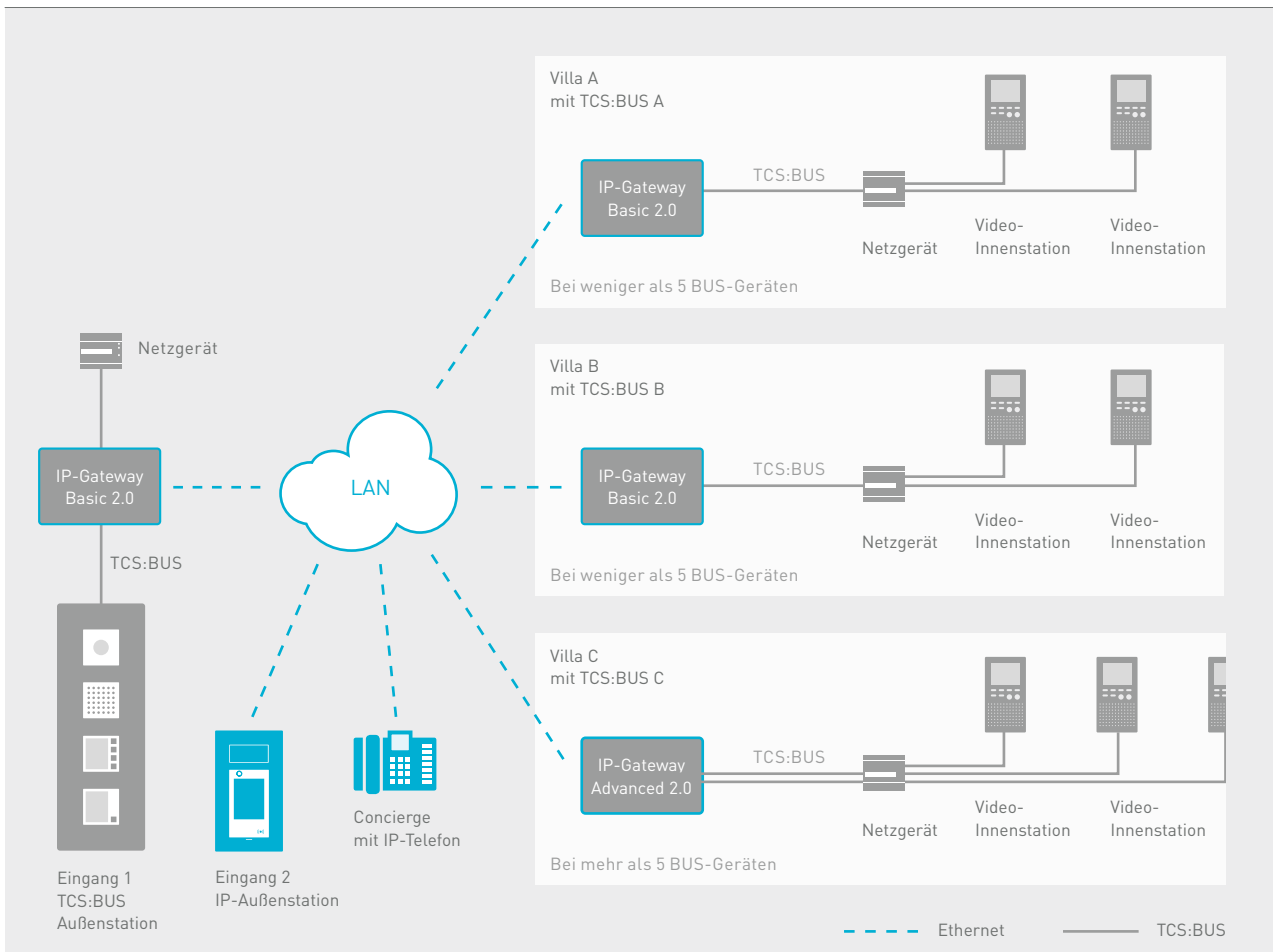 Villa A
mit TCS:BUS A
IP-Gateway
Basic 2.0
TCS:BUS
Netzgerät
Video-
Innenstation
Video-
Innenstation
Bei weniger als 5 BUS-Geräten
Villa B
mit TCS:BUS B
IP-Gateway
Basic 2.0
TCS:BUS
Netzgerät
Video-
Innenstation
Video-
Innenstation
Bei weniger als 5 BUS-Geräten
Villa C
mit TCS:BUS C
IP-Gateway
Advanced 2.0
TCS:BUS
Netzgerät
Video-
Innenstation
Video-
Innenstation
Bei mehr als 5 BUS-Geräten
Netzgerät
IP-Gateway
Basic 2.0
TCS:BUS
LAN
Eingang 1
TCS:BUS
Außenstation
Eingang 2
IP-Außenstation
Concierge
mit IP-Telefon
Ethernet
TCS:BUS